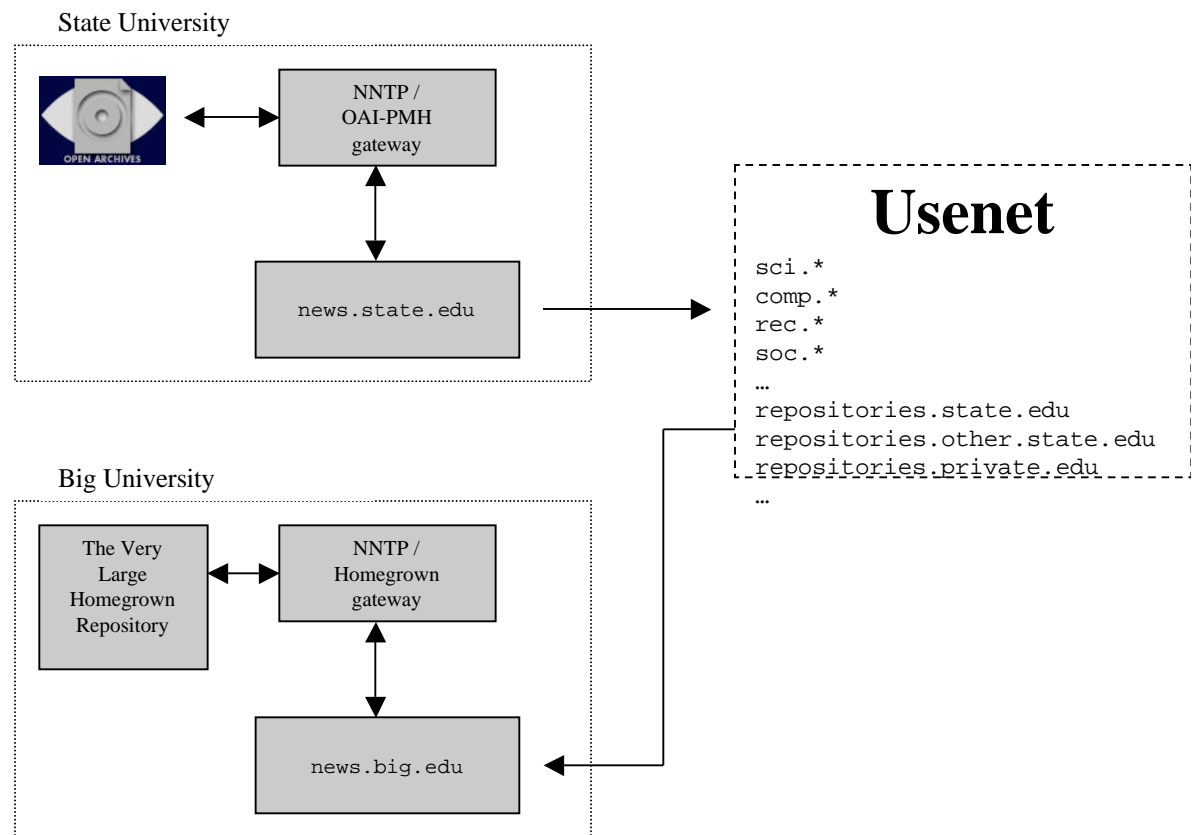 State University
OPEN ARCHIVES
NNTP /
OAI-PMH
gateway
news.state.edu
Usenet
sci.*
comp.*
rec.*
soc.*
…
repositories.state.edu
repositories.other.state.edu
repositories.private.edu
…
Big University
The Very
Large
Homegrown
Repository
NNTP /
Homegrown
gateway
news.big.edu